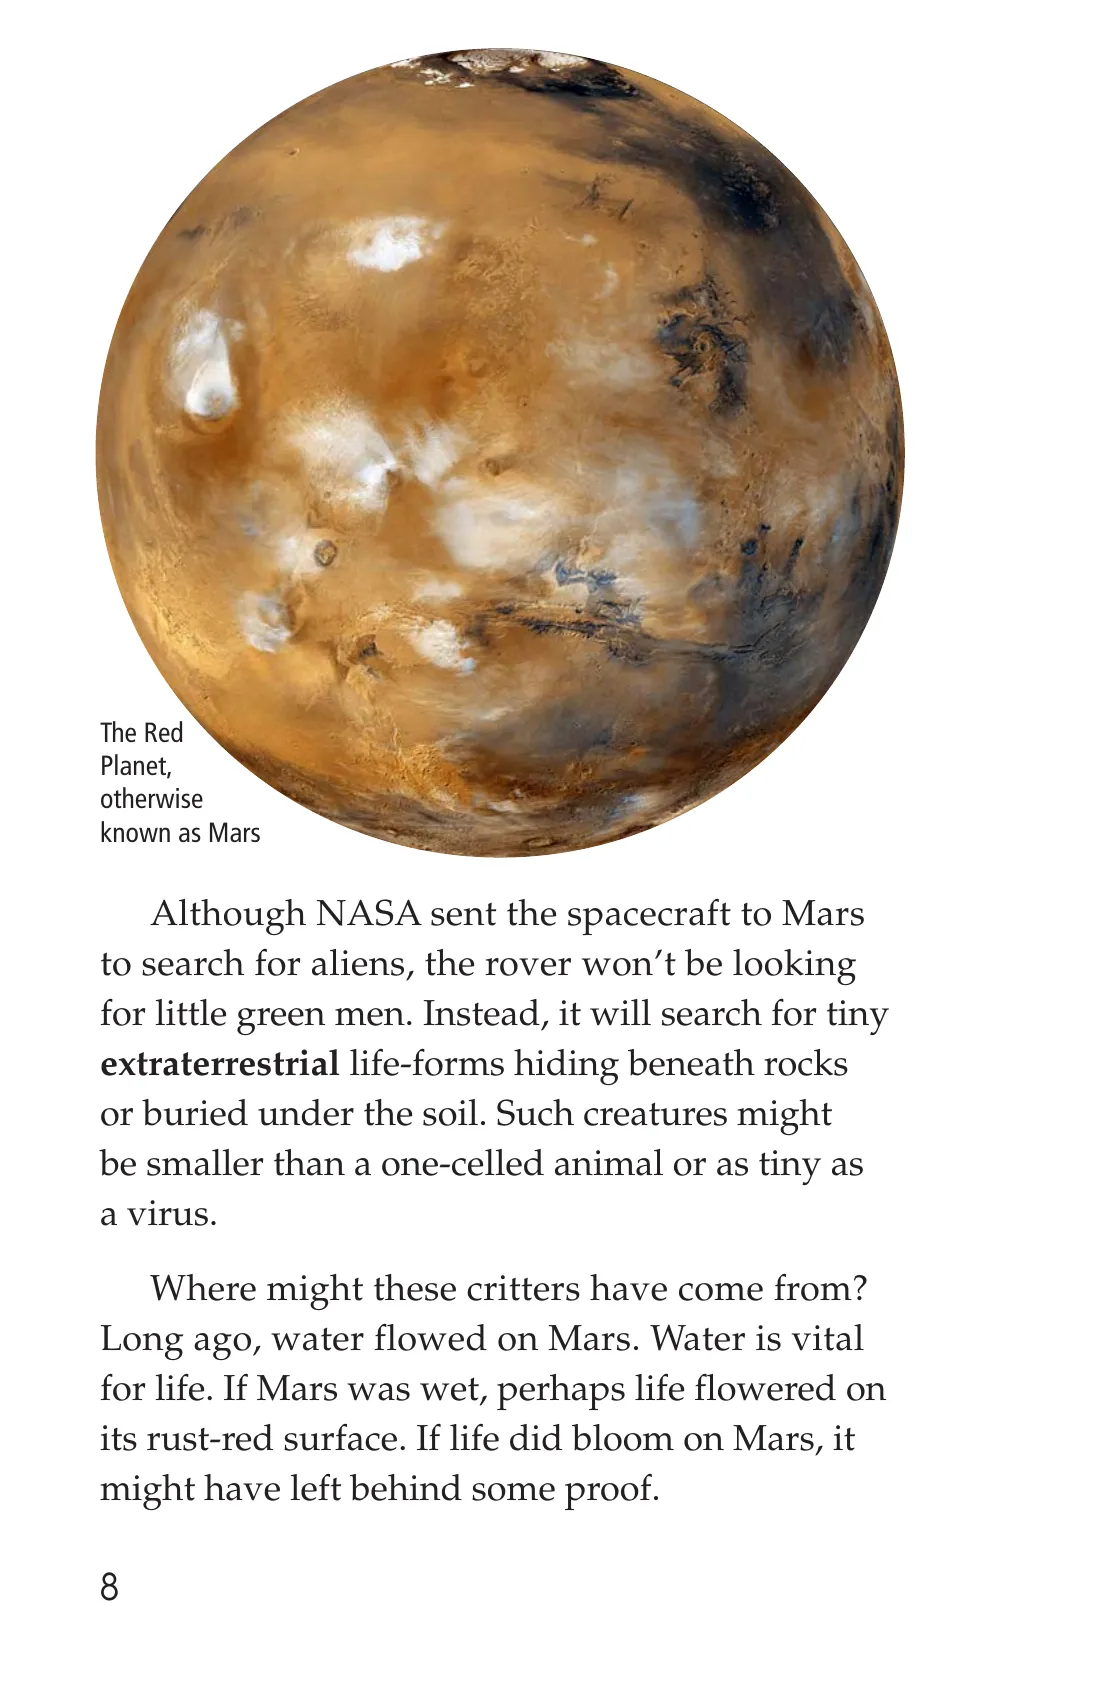 The Red
Planet,
otherwise
known as Mars
Although NASA sent the spacecraft to Mars
to search for aliens, the rover won’t be looking
for little green men. Instead, it will search for tiny
extraterrestrial life-forms hiding beneath rocks
or buried under the soil. Such creatures might
be smaller than a one-celled animal or as tiny as
a virus.
Where might these critters have come from?
Long ago, water flowed on Mars. Water is vital
for life. If Mars was wet, perhaps life flowered on
its rust-red surface. If life did bloom on Mars, it
might have left behind some proof.
8